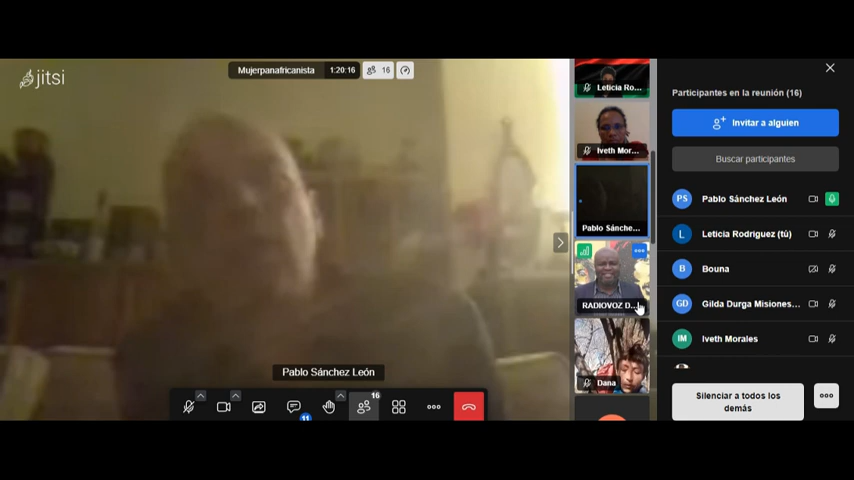 jitsi
Mujerpanafricanista
1:20:16
16
Pablo Sánchez León
16
11
Leticia Ro...
Iveth Mor...
Pablo Sánche...
RADIOVOZ D...
Dana
Participantes en la reunión (16)
Invitar a alguien
Buscar participantes
PS Pablo Sánchez León
L Leticia Rodriguez (tú)
B Bouna
GD Gilda Durga Misiones...
IM Iveth Morales
Silenciar a todos los
demás